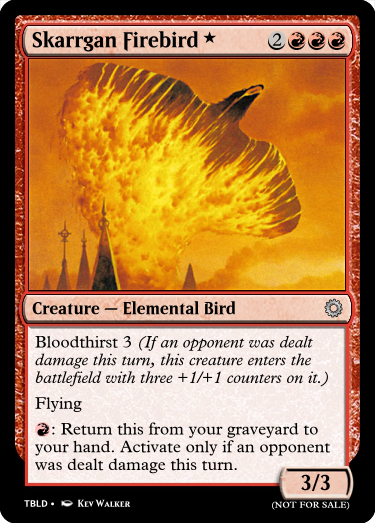 Skarrgan Firebird ★ 2
Creature — Elemental Bird
Bloodthirst 3 (If an opponent was dealt
damage this turn, this creature enters the
battlefield with three +1/+1 counters on it.)
Flying
: Return this from your graveyard to
your hand. Activate only if an opponent
was dealt damage this turn.
3/3
TBLD • Kev Walker
(NOT FOR SALE)